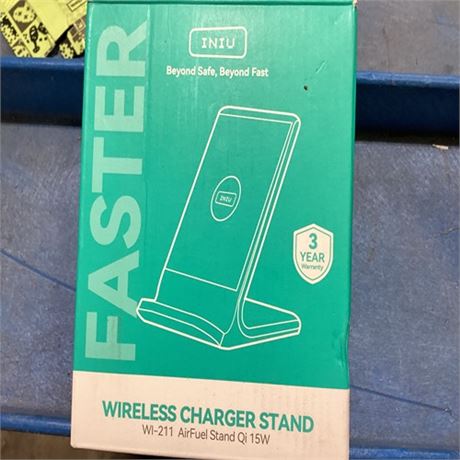 INIU
Beyond Safe, Beyond Fast
FASTER
INIU
3
YEAR
Warranty
WIRELESS CHARGER STAND
WI-211 AirFuel Stand Qi 15W